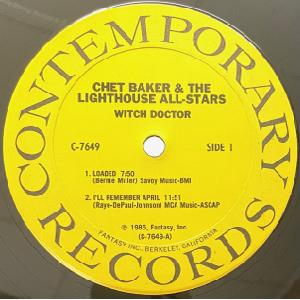 CONTEMPORARY RECORDS
CHET BAKER & THE
LIGHTHOUSE ALL-STARS
WITCH DOCTOR
C-7649 SIDE 1
1. LOADED 7:50
(Bernie Miller) Savoy Music-BMI
2. I'LL REMEMBER APRIL 11:51
(Raye-DePaul-Jonnson) MCA Music-ASCAP
℗ 1985, Fantasy, Inc
(C-7649-A)
FANTASY INC. BERKELEY, CALIFORNIA